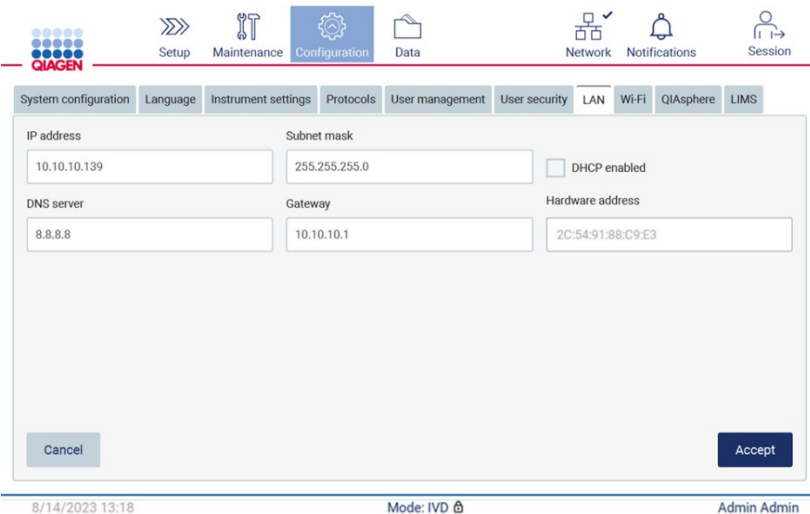 QIAGEN
Setup
Maintenance
Configuration
Data
Network
Notifications
Session
System configuration
Language
Instrument settings
Protocols
User management
User security
LAN
Wi-Fi
QIAsphere
LIMS
IP address
Subnet mask
10.10.10.139
255.255.255.0
DHCP enabled
DNS server
Gateway
Hardware address
8.8.8.8
10.10.10.1
2C:54:91:88:C9:E3
Cancel
Accept
8/14/2023 13:18
Mode: IVD
Admin Admin